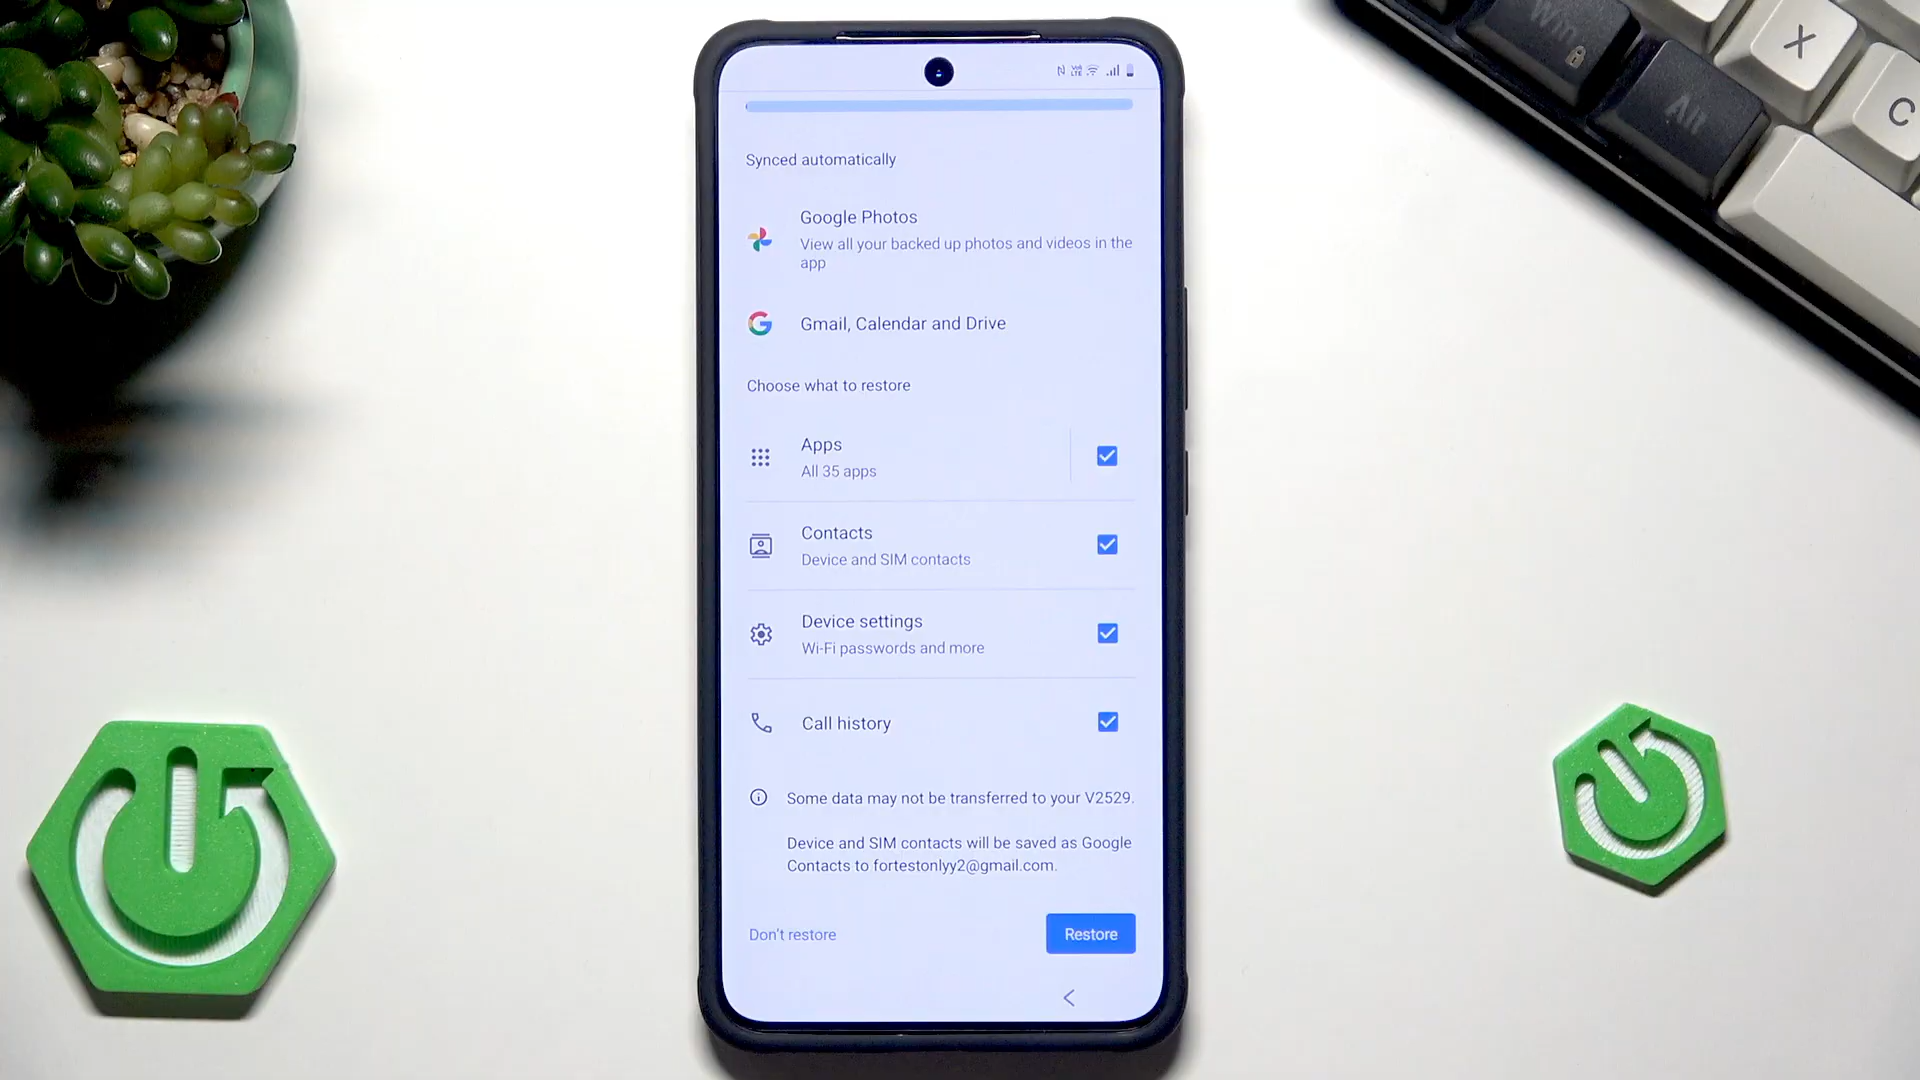 Synced automatically
Google Photos
View all your backed up photos and videos in the
app
Gmail, Calendar and Drive
Choose what to restore
Apps
All 35 apps
Contacts
Device and SIM contacts
Device settings
Wi-Fi passwords and more
Call history
Some data may not be transferred to your V2529.
Device and SIM contacts will be saved as Google
Contacts to fortestonlyy2@gmail.com.
Don't restore
Restore
Win
Alt
X
C